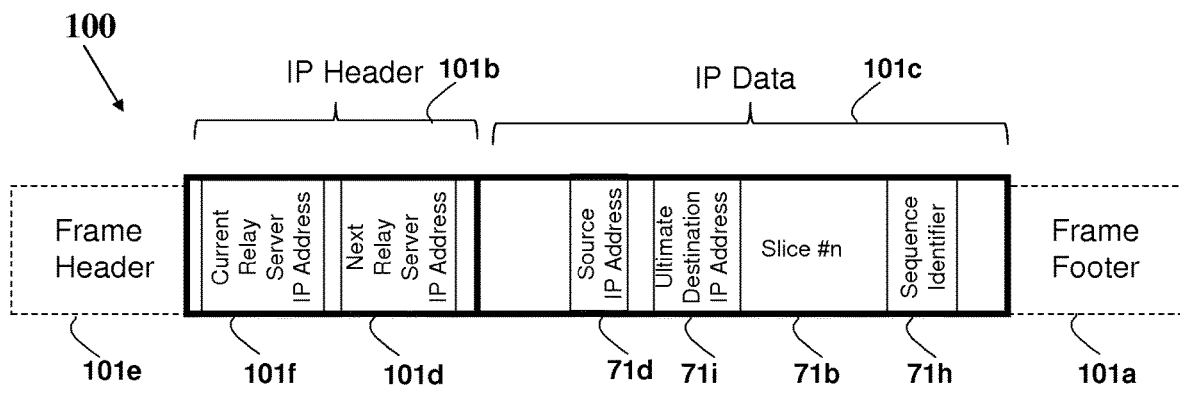 100
IP Header
101b
IP Data
101c
Frame
Header
Current
Relay
Server
IP Address
Next
Relay
Server
IP Address
Source
IP Address
Ultimate
Destination
IP Address
Slice #n
Sequence
Identifier
Frame
Footer
101e
101f
101d
71d
71i
71b
71h
101a